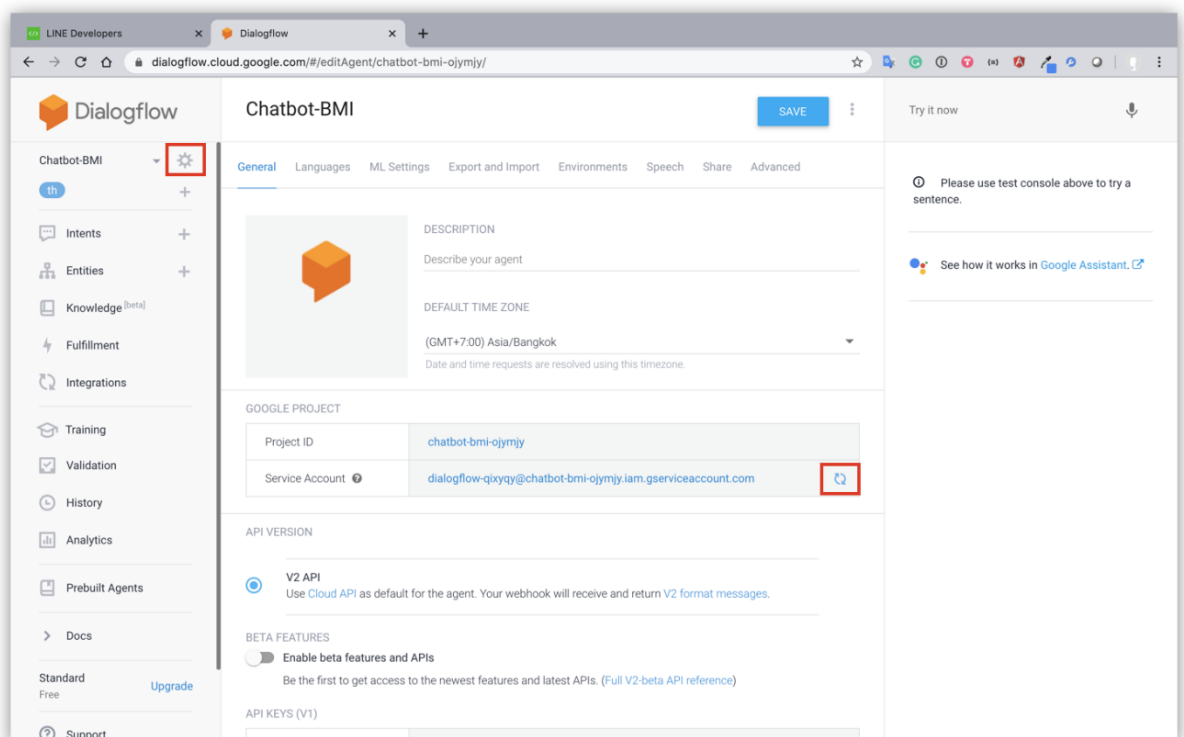 LINE Developers
Dialogflow
dialogflow.cloud.google.com/#/editAgent/chatbot-bmi-ojymjy/
Dialogflow
Chatbot-BMI
th
Intents
Entities
Knowledge [beta]
Fulfillment
Integrations
Training
Validation
History
Analytics
Prebuilt Agents
Docs
Standard
Free
Upgrade
Support
Chatbot-BMI
SAVE
General Languages ML Settings Export and Import Environments Speech Share Advanced
DESCRIPTION
Describe your agent
DEFAULT TIME ZONE
(GMT+7:00) Asia/Bangkok
Date and time requests are resolved using this timezone.
GOOGLE PROJECT
Project ID chatbot-bmi-ojymjy
Service Account dialogflow-qixyqy@chatbot-bmi-ojymjy.iam.gserviceaccount.com
API VERSION
V2 API
Use Cloud API as default for the agent. Your webhook will receive and return V2 format messages.
BETA FEATURES
Enable beta features and APIs
Be the first to get access to the newest features and latest APIs. (Full V2-beta API reference)
API KEYS (V1)
Try it now
Please use test console above to try a
sentence.
See how it works in Google Assistant.